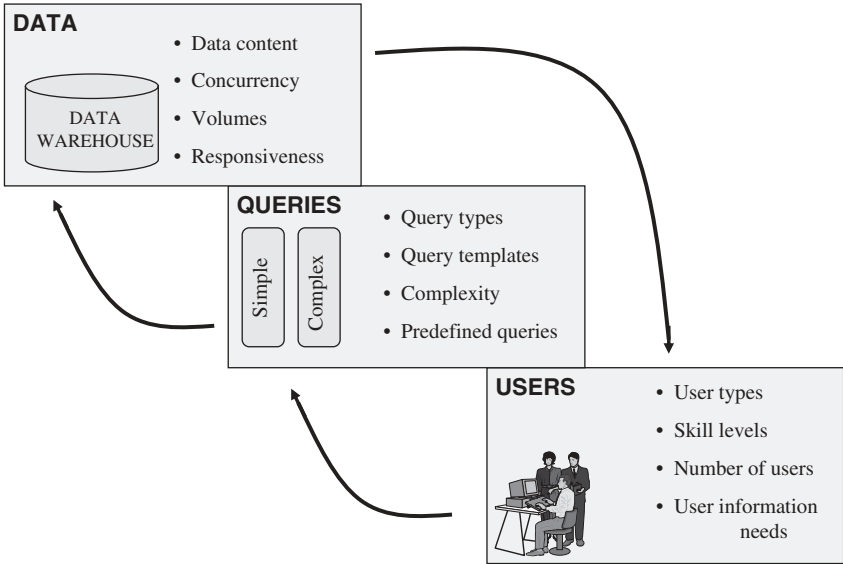 DATA
DATA
WAREHOUSE
• Data content
• Concurrency
• Volumes
• Responsiveness
QUERIES
Simple
Complex
• Query types
• Query templates
• Complexity
• Predefined queries
USERS
• User types
• Skill levels
• Number of users
• User information
needs